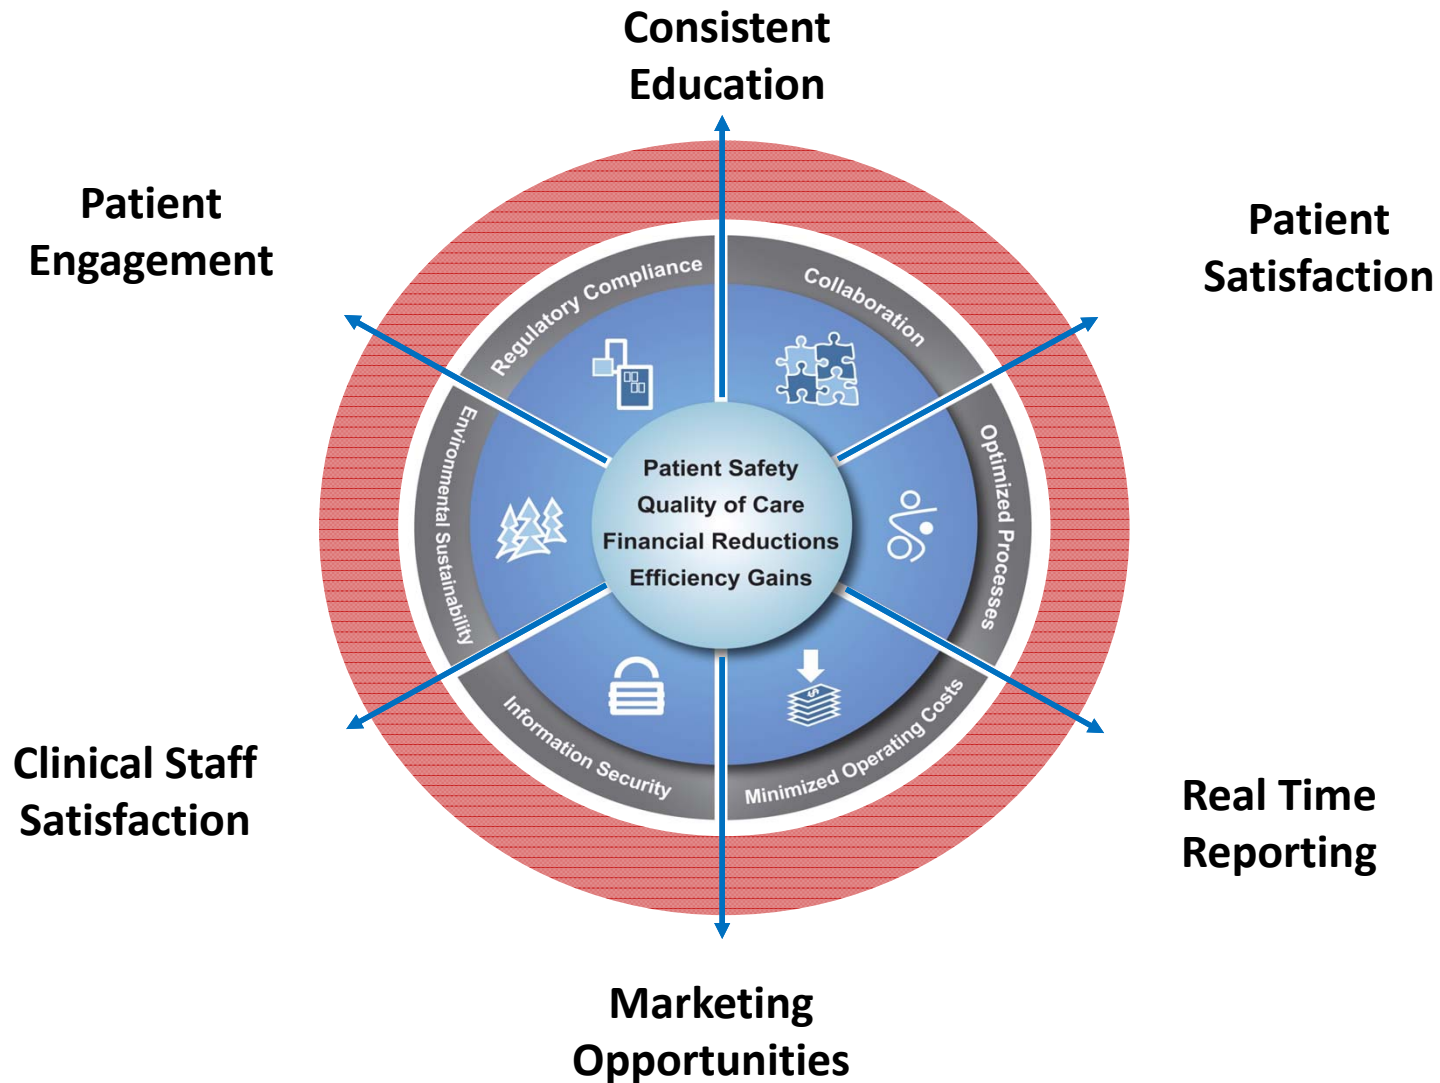 Consistent
Education
Patient
Engagement
Patient
Satisfaction
Regulatory Compliance
Collaboration
Environmental Sustainability
Optimized Processes
Patient Safety
Quality of Care
Financial Reductions
Efficiency Gains
Information Security
Minimized Operating Costs
$
Clinical Staff
Satisfaction
Real Time
Reporting
Marketing
Opportunities